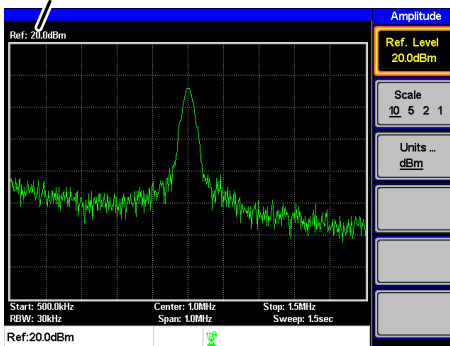 Amplitude
Ref: 20.0dBm
Ref. Level
20.0dBm
Scale
10 5 2 1
Units ...
dBm
Start: 500.0kHz Center: 1.0MHz Stop: 1.5MHz
RBW: 30kHz Span: 1.0MHz Sweep: 1.5sec
Ref:20.0dBm